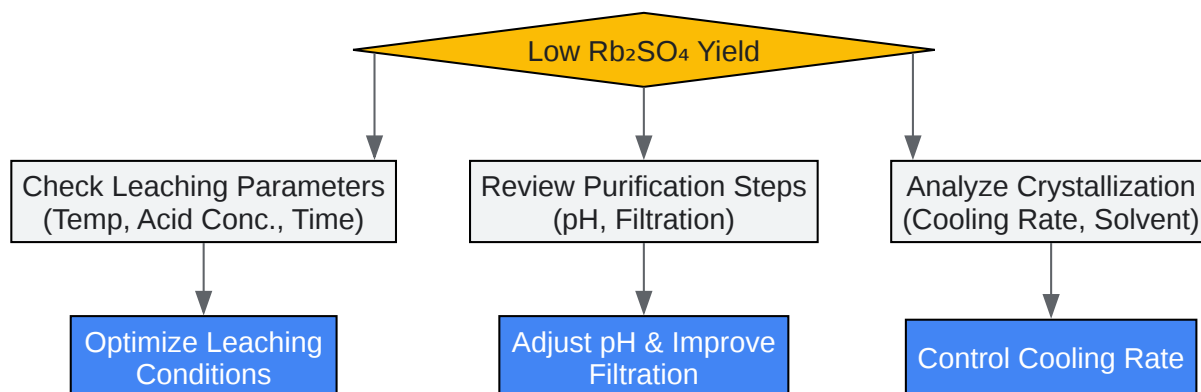 Low Rb₂SO₄ Yield
Check Leaching Parameters
(Temp, Acid Conc., Time)
Review Purification Steps
(pH, Filtration)
Analyze Crystallization
(Cooling Rate, Solvent)
Optimize Leaching
Conditions
Adjust pH & Improve
Filtration
Control Cooling Rate